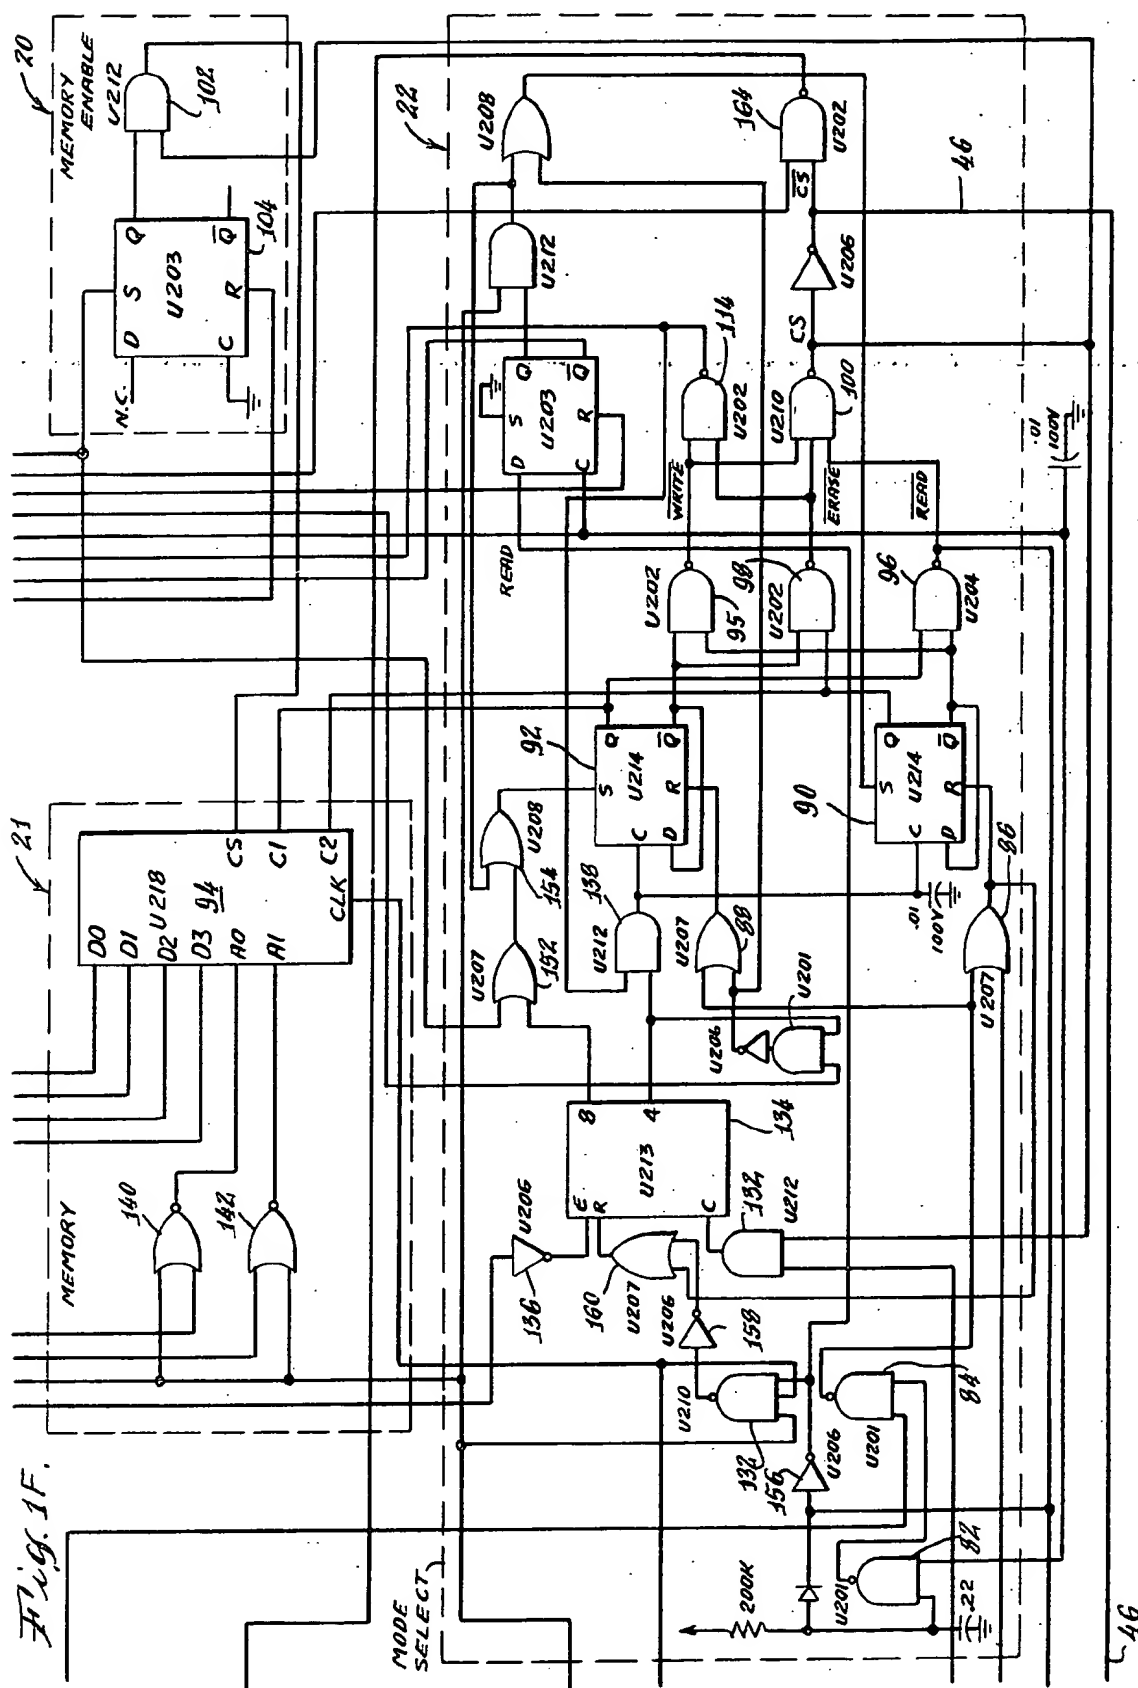 Fig. 1F.
20
MEMORY
ENABLE
U212
102
N.C.
D
S
Q
U203
C
R
Q
104
21
MEMORY
140
142
D0
D1
D2
D3
A0
A1
U218
94
CS
C1
C2
CLK
MODE
SELECT
22
U208
U212
READ
D
S
Q
U203
C
R
Q
U207
152
U208
154
92
S
Q
U214
C
D
R
Q
U202
95
WRITE
U202
114
98
U202
ERASE
U210
100
CS
U206
CS
164
U202
46
96
U204
READ
136
U206
E
R
C
8
4
U213
134
160
U207
U206
158
132
U212
U212
138
U207
88
U206
U201
90
S
Q
U214
C
D
R
Q
.01
100V
U207
86
.01
100V
U210
132
156
U206
U201
84
200K
U201
82
.22
46